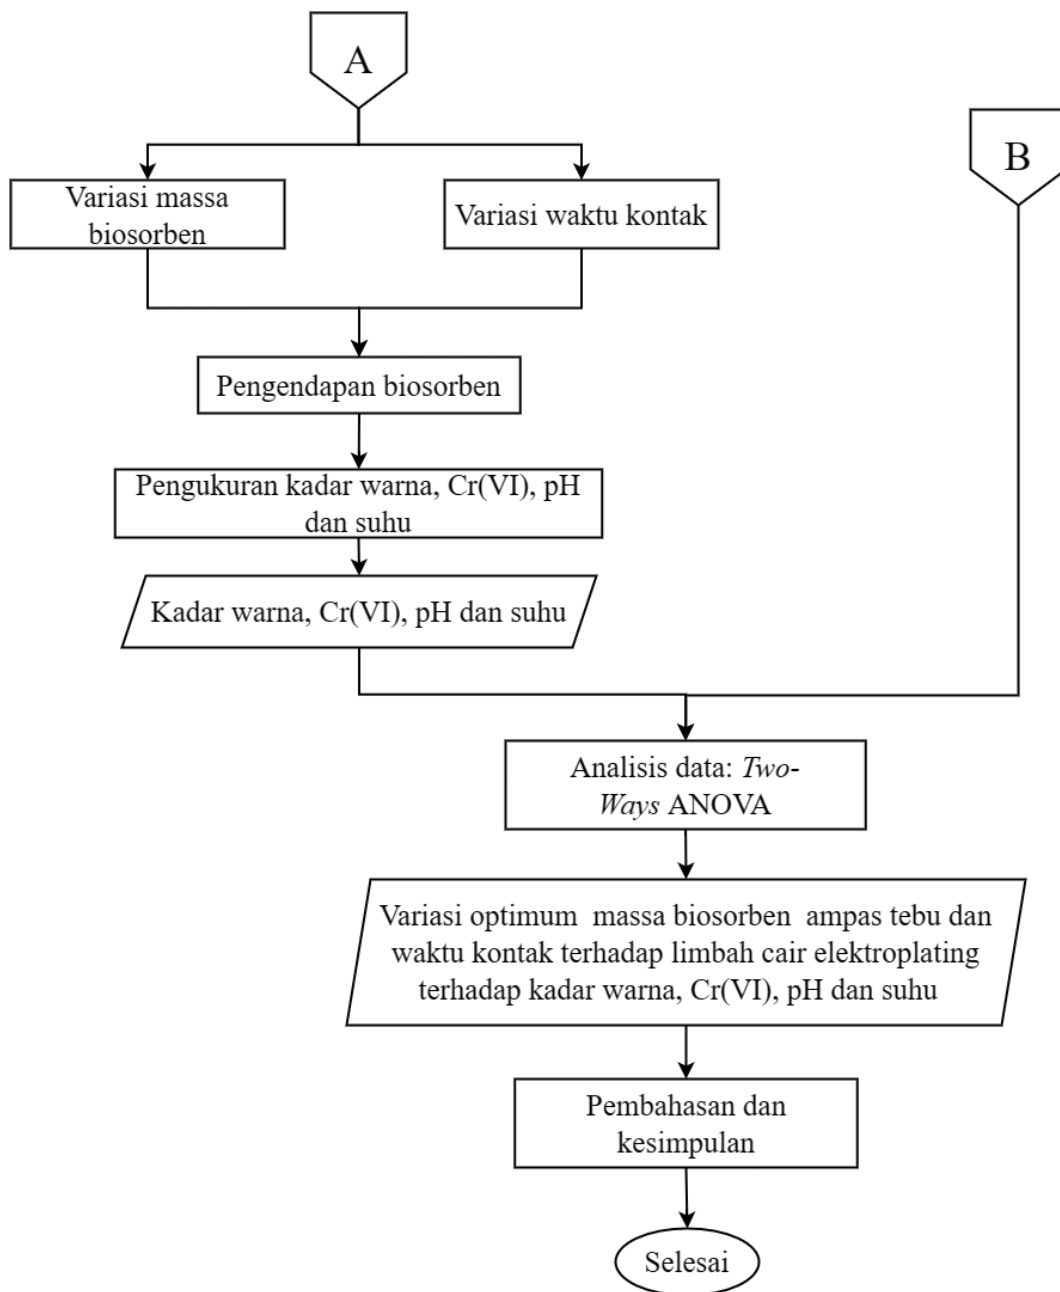 A
B
Variasi massa
biosorben
Variasi waktu kontak
Pengendapan biosorben
Pengukuran kadar warna, Cr(VI), pH
dan suhu
Kadar warna, Cr(VI), pH dan suhu
Analisis data: Two-
Ways ANOVA
Variasi optimum massa biosorben ampas tebu dan
waktu kontak terhadap limbah cair elektroplating
terhadap kadar warna, Cr(VI), pH dan suhu
Pembahasan dan
kesimpulan
Selesai